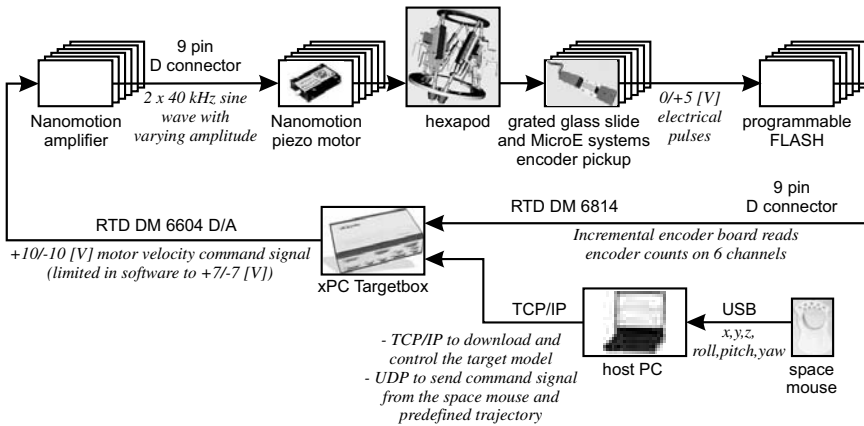 9 pin
D connector
2 x 40 kHz sine
wave with
varying amplitude
0/+5 [V]
electrical
pulses
Nanomotion
amplifier
Nanomotion
piezo motor
hexapod
grated glass slide
and MicroE systems
encoder pickup
programmable
FLASH
9 pin
D connector
RTD DM 6604 D/A
RTD DM 6814
+10/-10 [V] motor velocity command signal
(limited in software to +7/-7 [V])
Incremental encoder board reads
encoder counts on 6 channels
xPC Targetbox
TCP/IP
USB
- TCP/IP to download and
control the target model
- UDP to send command signal
from the space mouse and
predefined trajectory
x,y,z,
roll,pitch,yaw
host PC
space
mouse